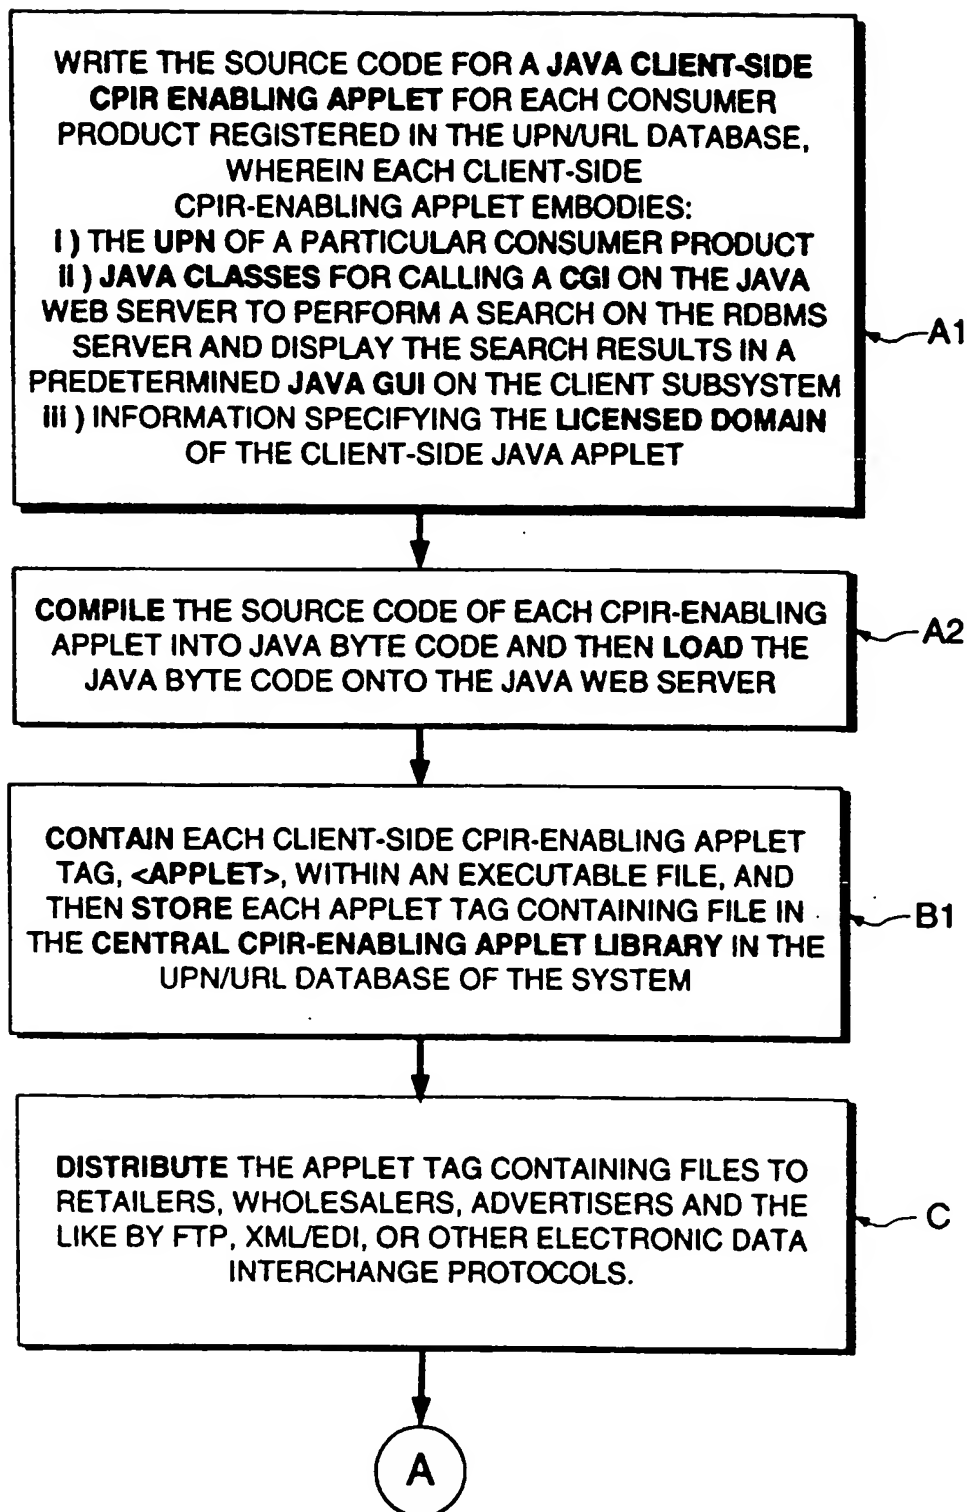 WRITE THE SOURCE CODE FOR A JAVA CLIENT-SIDE
CPIR ENABLING APPLET FOR EACH CONSUMER
PRODUCT REGISTERED IN THE UPN/URL DATABASE,
WHEREIN EACH CLIENT-SIDE
CPIR-ENABLING APPLET EMBODIES:
I ) THE UPN OF A PARTICULAR CONSUMER PRODUCT
II ) JAVA CLASSES FOR CALLING A CGI ON THE JAVA
WEB SERVER TO PERFORM A SEARCH ON THE RDBMS
SERVER AND DISPLAY THE SEARCH RESULTS IN A
PREDETERMINED JAVA GUI ON THE CLIENT SUBSYSTEM
III ) INFORMATION SPECIFYING THE LICENSED DOMAIN
OF THE CLIENT-SIDE JAVA APPLET
A1
COMPILE THE SOURCE CODE OF EACH CPIR-ENABLING
APPLET INTO JAVA BYTE CODE AND THEN LOAD THE
JAVA BYTE CODE ONTO THE JAVA WEB SERVER
A2
CONTAIN EACH CLIENT-SIDE CPIR-ENABLING APPLET
TAG, <APPLET>, WITHIN AN EXECUTABLE FILE, AND
THEN STORE EACH APPLET TAG CONTAINING FILE IN
THE CENTRAL CPIR-ENABLING APPLET LIBRARY IN THE
UPN/URL DATABASE OF THE SYSTEM
B1
DISTRIBUTE THE APPLET TAG CONTAINING FILES TO
RETAILERS, WHOLESALERS, ADVERTISERS AND THE
LIKE BY FTP, XML/EDI, OR OTHER ELECTRONIC DATA
INTERCHANGE PROTOCOLS.
C
A